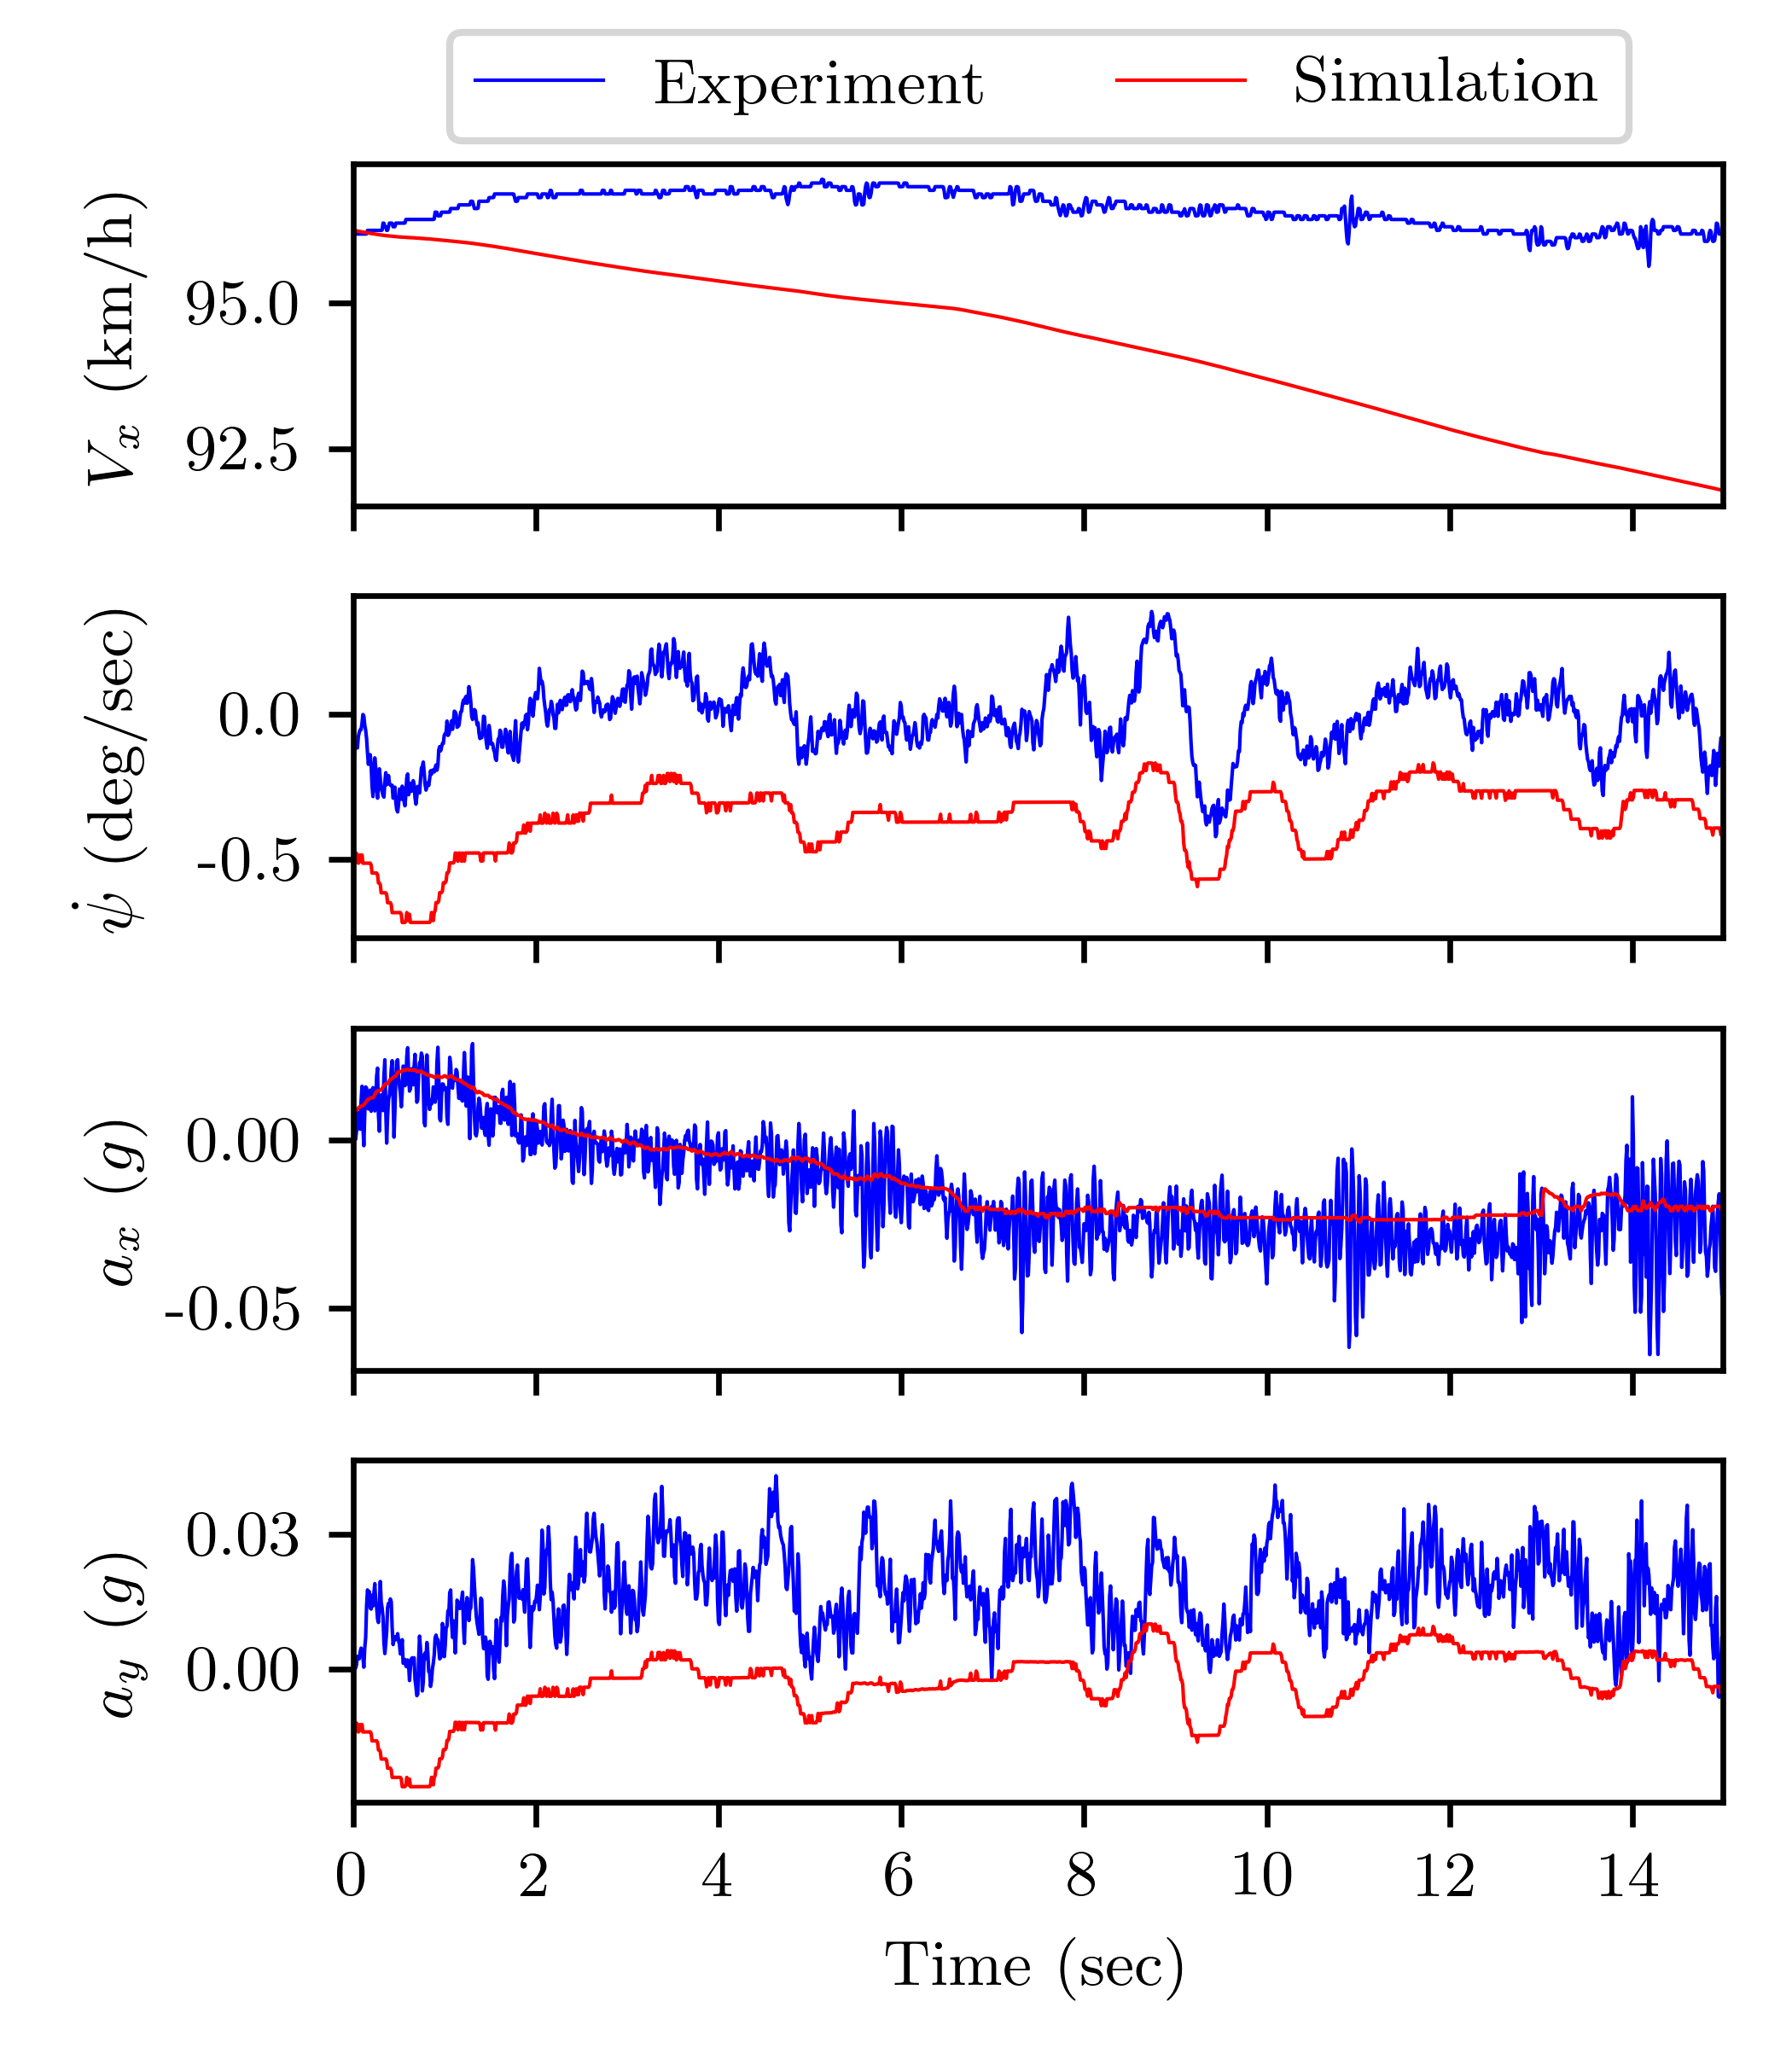 Experiment Simulation
V_x (km/h)
95.0
92.5
ψ̇ (deg/sec)
0.0
-0.5
a_x (g)
0.00
-0.05
a_y (g)
0.03
0.00
0 2 4 6 8 10 12 14
Time (sec)